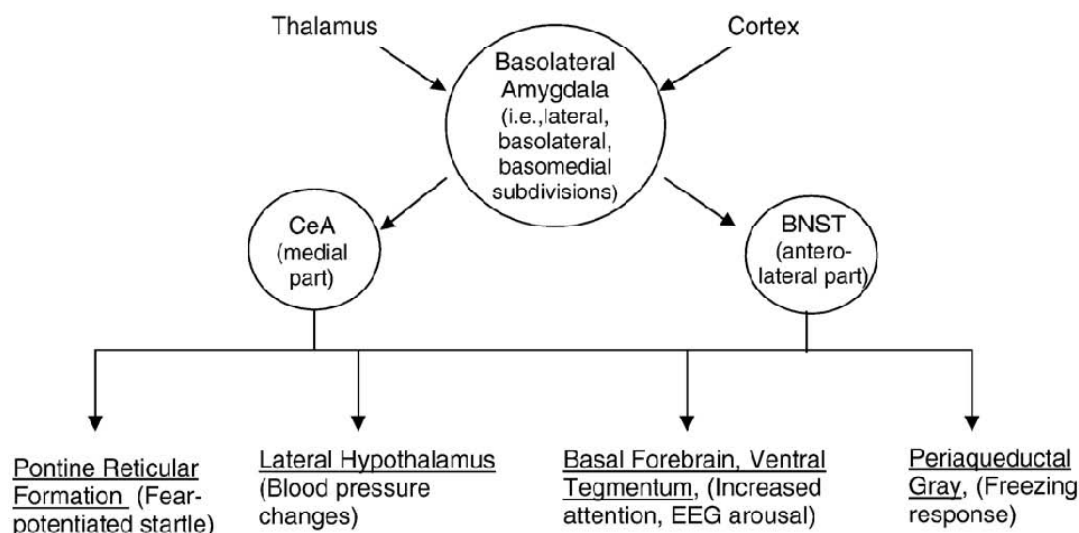 Thalamus
Cortex
Basolateral
Amygdala
(i.e.,lateral,
basolateral,
basomedial
subdivisions)
CeA
(medial
part)
BNST
(antero-
lateral part)
Pontine Reticular
Formation (Fear-
potentiated startle)
Lateral Hypothalamus
(Blood pressure
changes)
Basal Forebrain, Ventral
Tegmentum, (Increased
attention, EEG arousal)
Periaqueductal
Gray, (Freezing
response)